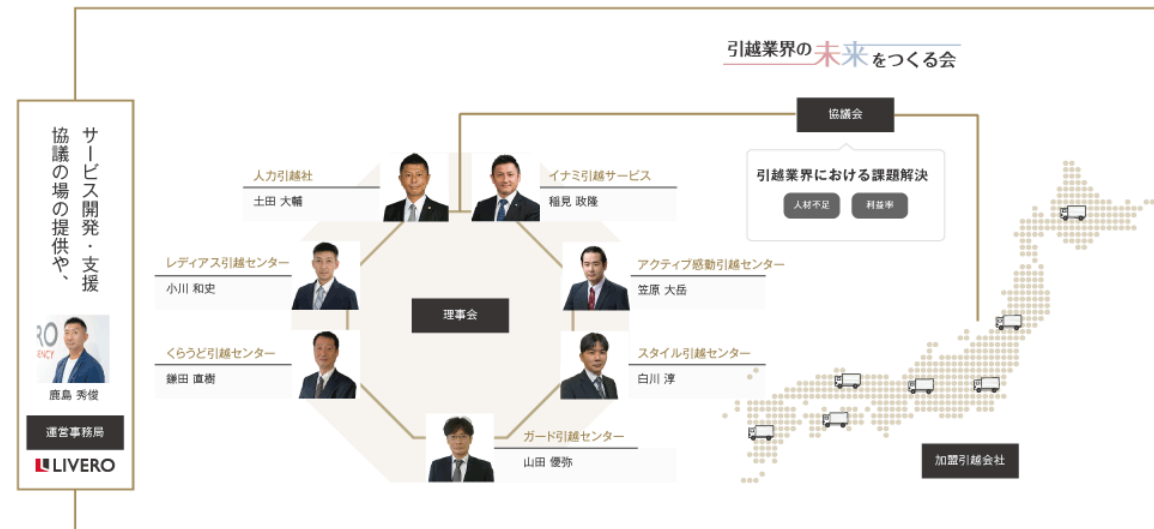 引越業界の未来をつくる会
協議会
引越業界における課題解決
人材不足
利益率
サービス開発・支援
協議の場の提供や、
RO
ENCY
鹿島 秀俊
運営事務局
LIVERO
人力引越社
土田 大輔
イナミ引越サービス
稲見 政隆
レディアス引越センター
小川 和史
アクティブ感動引越センター
笠原 大岳
理事会
くらうど引越センター
鎌田 直樹
スタイル引越センター
白川 淳
ガード引越センター
山田 優弥
加盟引越会社